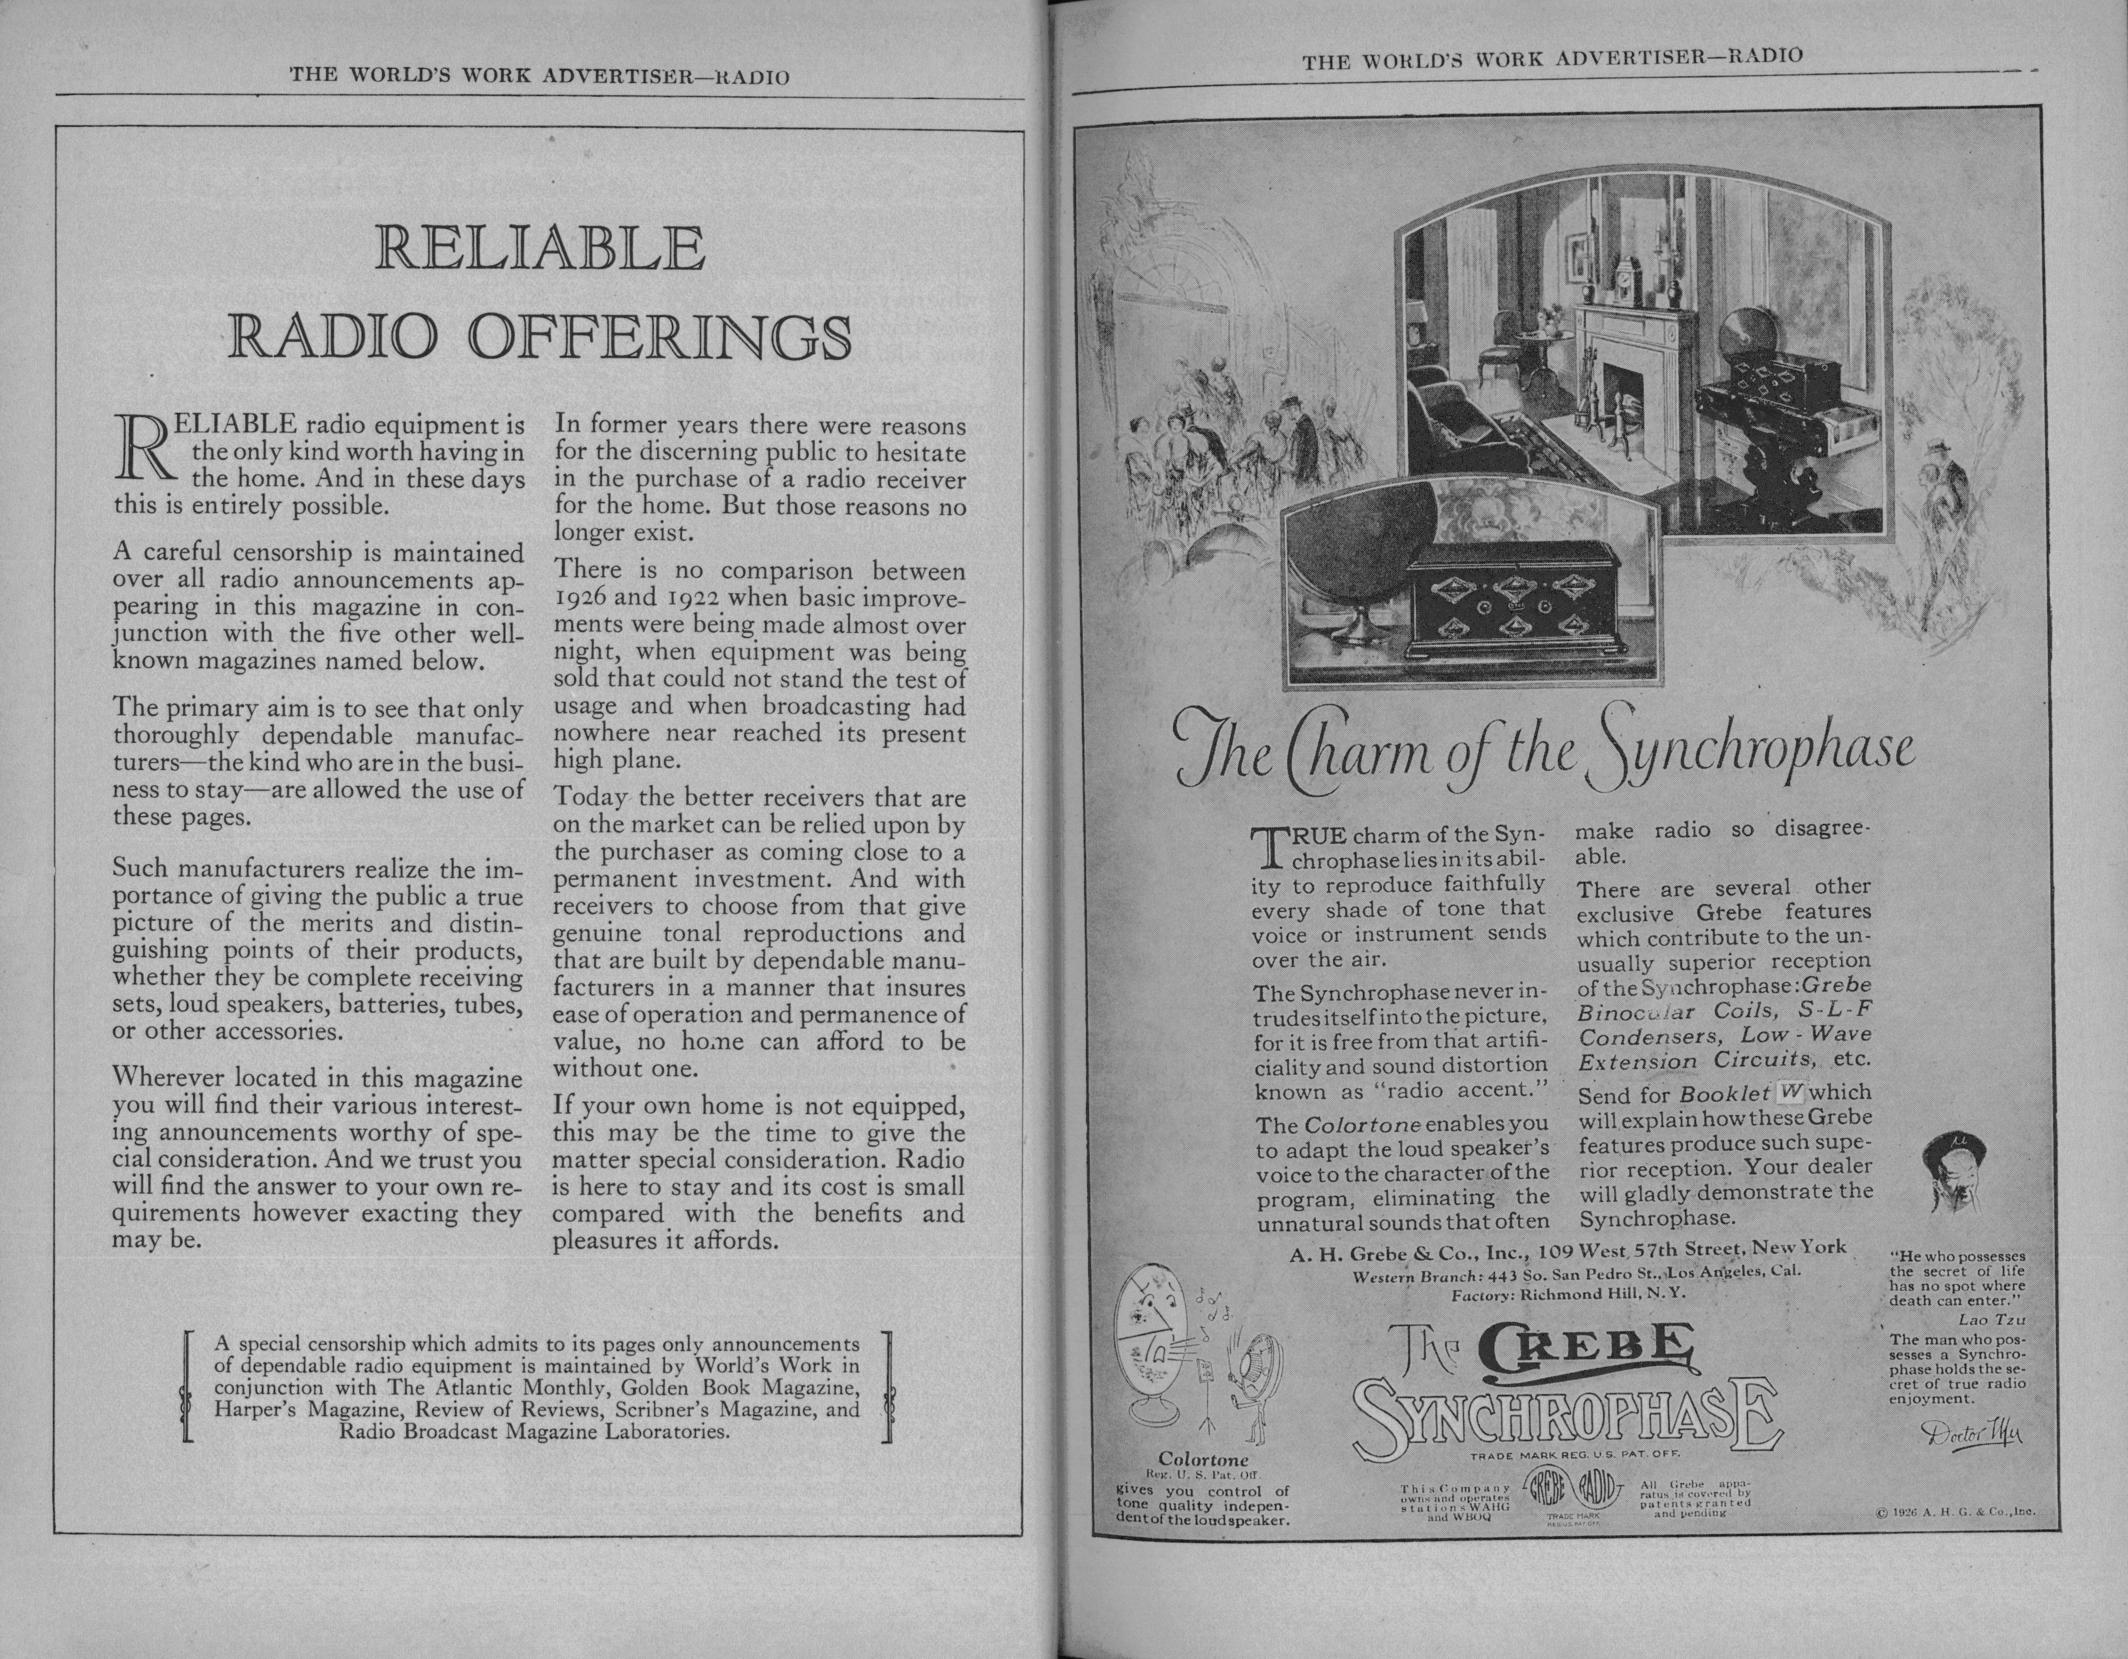 THE WORLD'S WORK ADVERTISER—RADIO
RELIABLE
RADIO OFFERINGS
RELIABLE radio equipment is
the only kind worth having in
the home. And in these days
this is entirely possible.
A careful censorship is maintained
over all radio announcements ap-
pearing in this magazine in con-
junction with the five other well-
known magazines named below.
The primary aim is to see that only
thoroughly dependable manufac-
turers—the kind who are in the busi-
ness to stay—are allowed the use of
these pages.
Such manufacturers realize the im-
portance of giving the public a true
picture of the merits and distin-
guishing points of their products,
whether they be complete receiving
sets, loud speakers, batteries, tubes,
or other accessories.
Wherever located in this magazine
you will find their various interest-
ing announcements worthy of spe-
cial consideration. And we trust you
will find the answer to your own re-
quirements however exacting they
may be.
In former years there were reasons
for the discerning public to hesitate
in the purchase of a radio receiver
for the home. But those reasons no
longer exist.
There is no comparison between
1926 and 1922 when basic improve-
ments were being made almost over
night, when equipment was being
sold that could not stand the test of
usage and when broadcasting had
nowhere near reached its present
high plane.
Today the better receivers that are
on the market can be relied upon by
the purchaser as coming close to a
permanent investment. And with
receivers to choose from that give
genuine tonal reproductions and
that are built by dependable manu-
facturers in a manner that insures
ease of operation and permanence of
value, no home can afford to be
without one.
If your own home is not equipped,
this may be the time to give the
matter special consideration. Radio
is here to stay and its cost is small
compared with the benefits and
pleasures it affords.
A special censorship which admits to its pages only announcements
of dependable radio equipment is maintained by World's Work in
conjunction with The Atlantic Monthly, Golden Book Magazine,
Harper's Magazine, Review of Reviews, Scribner's Magazine, and
Radio Broadcast Magazine Laboratories.
THE WORLD'S WORK ADVERTISER—RADIO
The Charm of the Synchrophase
TRUE charm of the Syn-
chrophase lies in its abil-
ity to reproduce faithfully
every shade of tone that
voice or instrument sends
over the air.
The Synchrophase never in-
trudes itself into the picture,
for it is free from that artifi-
ciality and sound distortion
known as "radio accent."
The Colortone enables you
to adapt the loud speaker's
voice to the character of the
program, eliminating the
unnatural sounds that often
make radio so disagree-
able.
There are several other
exclusive Grebe features
which contribute to the un-
usually superior reception
of the Synchrophase: Grebe
Binocular Coils, S-L-F
Condensers, Low-Wave
Extension Circuits, etc.
Send for Booklet W which
will explain how these Grebe
features produce such supe-
rior reception. Your dealer
will gladly demonstrate the
Synchrophase.
A. H. Grebe & Co., Inc., 109 West 57th Street, New York
Western Branch: 443 So. San Pedro St., Los Angeles, Cal.
Factory: Richmond Hill, N. Y.
The GREBE
SYNCHROPHASE
TRADE MARK REG. U.S. PAT. OFF.
This Company
owns and operates
stations WAHG
and WBOQ
GREBE RADIO
TRADE MARK
REG. U.S. PAT. OFF.
All Grebe appa-
ratus is covered by
patents granted
and pending
Colortone
Reg. U. S. Pat. Off.
gives you control of
tone quality indepen-
dent of the loudspeaker.
"He who possesses
the secret of life
has no spot where
death can enter."
Lao Tzu
The man who pos-
sesses a Synchro-
phase holds the se-
cret of true radio
enjoyment.
Doctor Mu
© 1926 A. H. G. & Co., Inc.